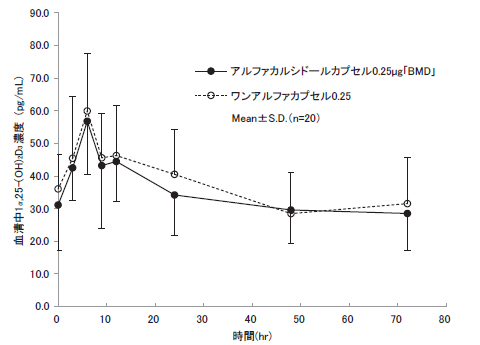 90.0
80.0
70.0
60.0
50.0
40.0
30.0
20.0
10.0
0.0
血清中1α,25-(OH)₂D₃濃度 (pg/mL)
アルファカルシドールカプセル0.25μg「BMD」
ワンアルファカプセル0.25
Mean±S.D.(n=20)
0 10 20 30 40 50 60 70 80
時間(hr)